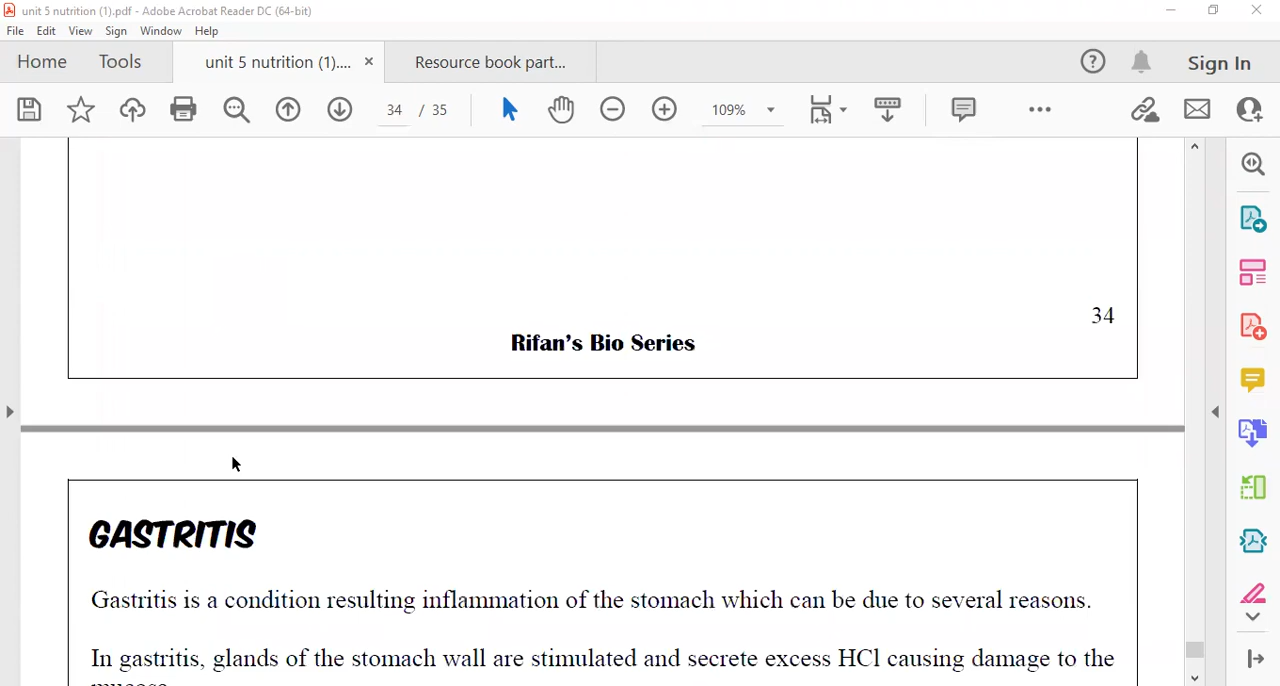 unit 5 nutrition (1).pdf - Adobe Acrobat Reader DC (64-bit)
File Edit View Sign Window Help
Home Tools unit 5 nutrition (1).... × Resource book part... Sign In
34 / 35 109%
34
Rifan's Bio Series
GASTRITIS
Gastritis is a condition resulting inflammation of the stomach which can be due to several reasons.
In gastritis, glands of the stomach wall are stimulated and secrete excess HCl causing damage to the
mucosa